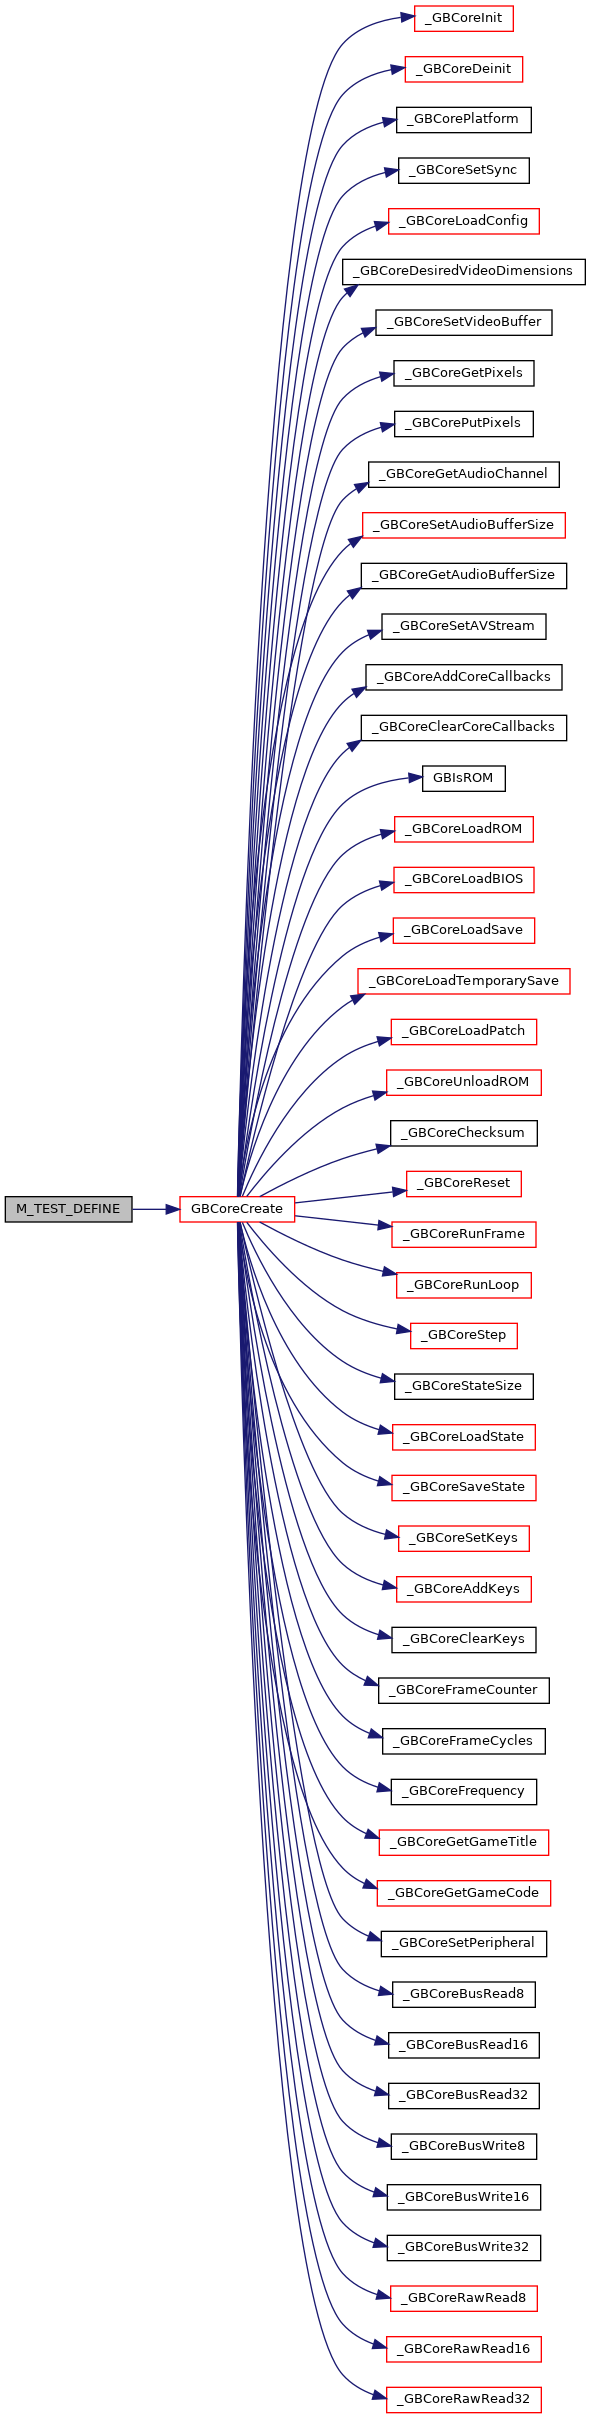 _GBCoreInit
_GBCoreDeinit
_GBCorePlatform
_GBCoreSetSync
_GBCoreLoadConfig
_GBCoreDesiredVideoDimensions
_GBCoreSetVideoBuffer
_GBCoreGetPixels
_GBCorePutPixels
_GBCoreGetAudioChannel
_GBCoreSetAudioBufferSize
_GBCoreGetAudioBufferSize
_GBCoreSetAVStream
_GBCoreAddCoreCallbacks
_GBCoreClearCoreCallbacks
GBIsROM
_GBCoreLoadROM
_GBCoreLoadBIOS
_GBCoreLoadSave
_GBCoreLoadTemporarySave
_GBCoreLoadPatch
_GBCoreUnloadROM
_GBCoreChecksum
_GBCoreReset
M_TEST_DEFINE
GBCoreCreate
_GBCoreRunFrame
_GBCoreRunLoop
_GBCoreStep
_GBCoreStateSize
_GBCoreLoadState
_GBCoreSaveState
_GBCoreSetKeys
_GBCoreAddKeys
_GBCoreClearKeys
_GBCoreFrameCounter
_GBCoreFrameCycles
_GBCoreFrequency
_GBCoreGetGameTitle
_GBCoreGetGameCode
_GBCoreSetPeripheral
_GBCoreBusRead8
_GBCoreBusRead16
_GBCoreBusRead32
_GBCoreBusWrite8
_GBCoreBusWrite16
_GBCoreBusWrite32
_GBCoreRawRead8
_GBCoreRawRead16
_GBCoreRawRead32